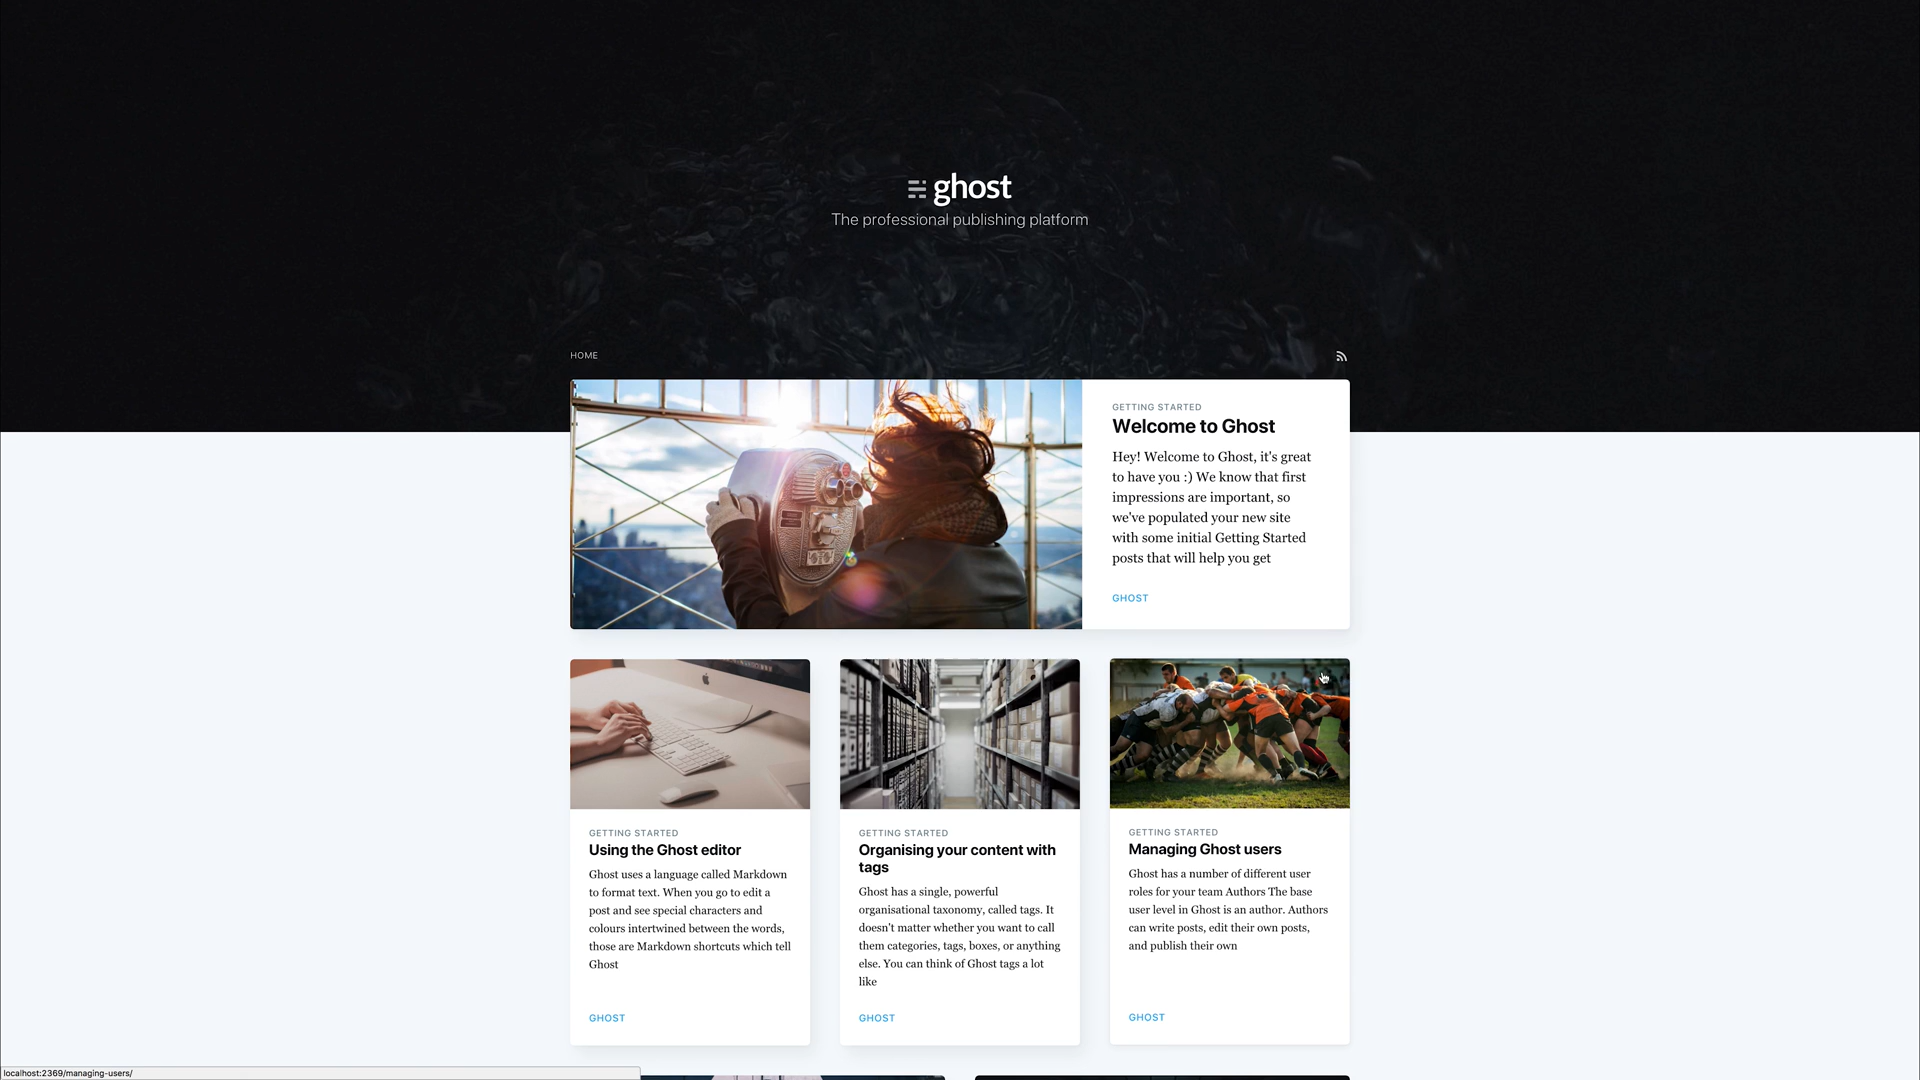 ghost
The professional publishing platform
HOME
GETTING STARTED
Welcome to Ghost
Hey! Welcome to Ghost, it's great
to have you :) We know that first
impressions are important, so
we've populated your new site
with some initial Getting Started
posts that will help you get
GHOST
GETTING STARTED
Using the Ghost editor
Ghost uses a language called Markdown
to format text. When you go to edit a
post and see special characters and
colours intertwined between the words,
those are Markdown shortcuts which tell
Ghost
GHOST
GETTING STARTED
Organising your content with
tags
Ghost has a single, powerful
organisational taxonomy, called tags. It
doesn't matter whether you want to call
them categories, tags, boxes, or anything
else. You can think of Ghost tags a lot
like
GHOST
GETTING STARTED
Managing Ghost users
Ghost has a number of different user
roles for your team Authors The base
user level in Ghost is an author. Authors
can write posts, edit their own posts,
and publish their own
GHOST
localhost:2369/managing-users/